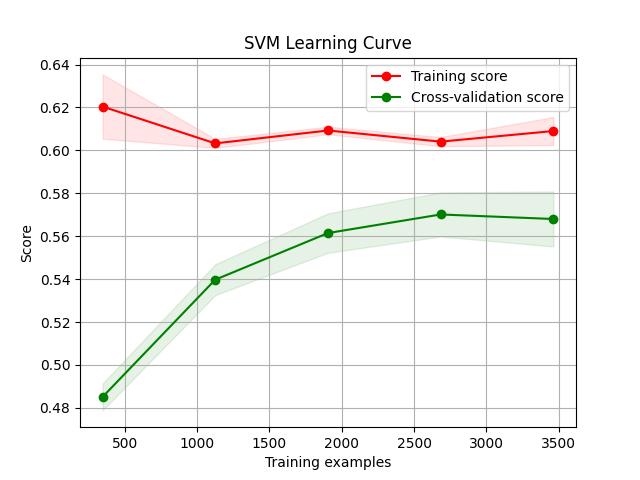 SVM Learning Curve
Training score
Cross-validation score
Score
0.64
0.62
0.60
0.58
0.56
0.54
0.52
0.50
0.48
500 1000 1500 2000 2500 3000 3500
Training examples